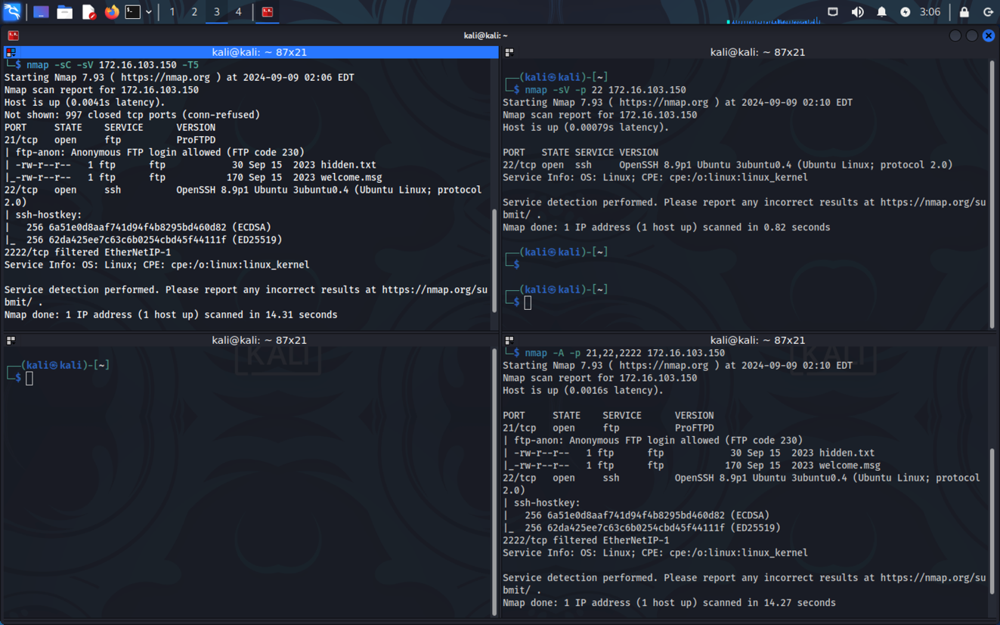 1 2 3 4 3:06
kali@kali: ~
kali@kali: ~ 87x21
└─$ nmap -sC -sV 172.16.103.150 -T5
Starting Nmap 7.93 ( https://nmap.org ) at 2024-09-09 02:06 EDT
Nmap scan report for 172.16.103.150
Host is up (0.0041s latency).
Not shown: 997 closed tcp ports (conn-refused)
PORT     STATE    SERVICE      VERSION
21/tcp   open     ftp          ProFTPD
| ftp-anon: Anonymous FTP login allowed (FTP code 230)
| -rw-r--r--   1 ftp      ftp            30 Sep 15  2023 hidden.txt
|_-rw-r--r--   1 ftp      ftp           170 Sep 15  2023 welcome.msg
22/tcp   open     ssh          OpenSSH 8.9p1 Ubuntu 3ubuntu0.4 (Ubuntu Linux; protocol
2.0)
| ssh-hostkey:
|   256 6a51e0d8aaf741d94f4b8295bd460d82 (ECDSA)
|_  256 62da425ee7c63c6b0254cbd45f44111f (ED25519)
2222/tcp filtered EtherNetIP-1
Service Info: OS: Linux; CPE: cpe:/o:linux:linux_kernel

Service detection performed. Please report any incorrect results at https://nmap.org/su
bmit/ .
Nmap done: 1 IP address (1 host up) scanned in 14.31 seconds
kali@kali: ~ 87x21
┌──(kali㉿kali)-[~]
└─$ nmap -sV -p 22 172.16.103.150
Starting Nmap 7.93 ( https://nmap.org ) at 2024-09-09 02:10 EDT
Nmap scan report for 172.16.103.150
Host is up (0.00079s latency).

PORT   STATE SERVICE VERSION
22/tcp open  ssh     OpenSSH 8.9p1 Ubuntu 3ubuntu0.4 (Ubuntu Linux; protocol 2.0)
Service Info: OS: Linux; CPE: cpe:/o:linux:linux_kernel

Service detection performed. Please report any incorrect results at https://nmap.org/su
bmit/ .
Nmap done: 1 IP address (1 host up) scanned in 0.82 seconds

┌──(kali㉿kali)-[~]
└─$

┌──(kali㉿kali)-[~]
└─$
kali@kali: ~ 87x21
KALI
┌──(kali㉿kali)-[~]
└─$
kali@kali: ~ 87x21
KALI
└─$ nmap -A -p 21,22,2222 172.16.103.150
Starting Nmap 7.93 ( https://nmap.org ) at 2024-09-09 02:10 EDT
Nmap scan report for 172.16.103.150
Host is up (0.0016s latency).

PORT     STATE    SERVICE      VERSION
21/tcp   open     ftp          ProFTPD
| ftp-anon: Anonymous FTP login allowed (FTP code 230)
| -rw-r--r--   1 ftp      ftp            30 Sep 15  2023 hidden.txt
|_-rw-r--r--   1 ftp      ftp           170 Sep 15  2023 welcome.msg
22/tcp   open     ssh          OpenSSH 8.9p1 Ubuntu 3ubuntu0.4 (Ubuntu Linux; protocol
2.0)
| ssh-hostkey:
|   256 6a51e0d8aaf741d94f4b8295bd460d82 (ECDSA)
|_  256 62da425ee7c63c6b0254cbd45f44111f (ED25519)
2222/tcp filtered EtherNetIP-1
Service Info: OS: Linux; CPE: cpe:/o:linux:linux_kernel

Service detection performed. Please report any incorrect results at https://nmap.org/su
bmit/ .
Nmap done: 1 IP address (1 host up) scanned in 14.27 seconds